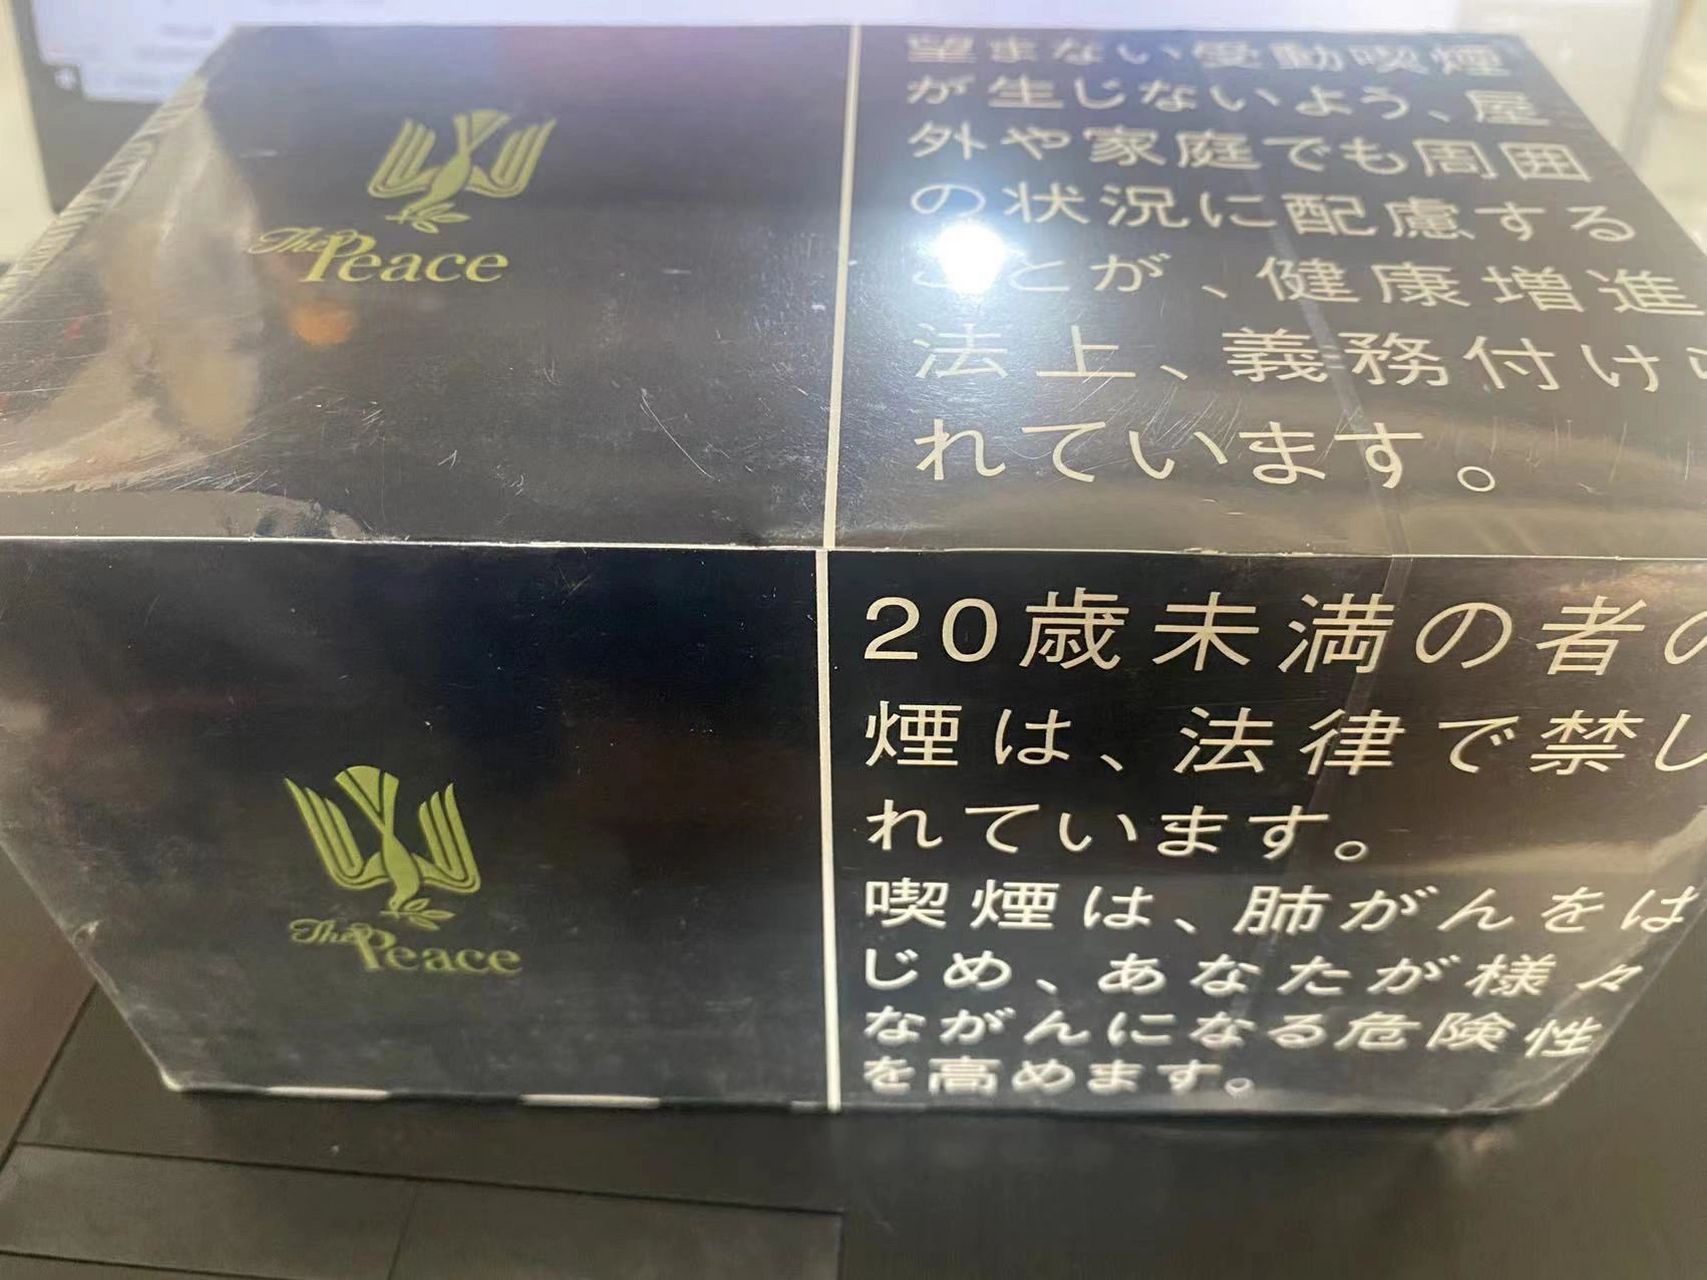 The Peace
望まない受動喫煙
が生じないよう、屋
外や家庭でも周囲
の状況に配慮する
ことが、健康増進
法上、義務付けら
れています。
The Peace
20歳未満の者の
煙は、法律で禁じ
れています。
喫煙は、肺がんをは
じめ、あなたが様々
ながんになる危険性
を高めます。